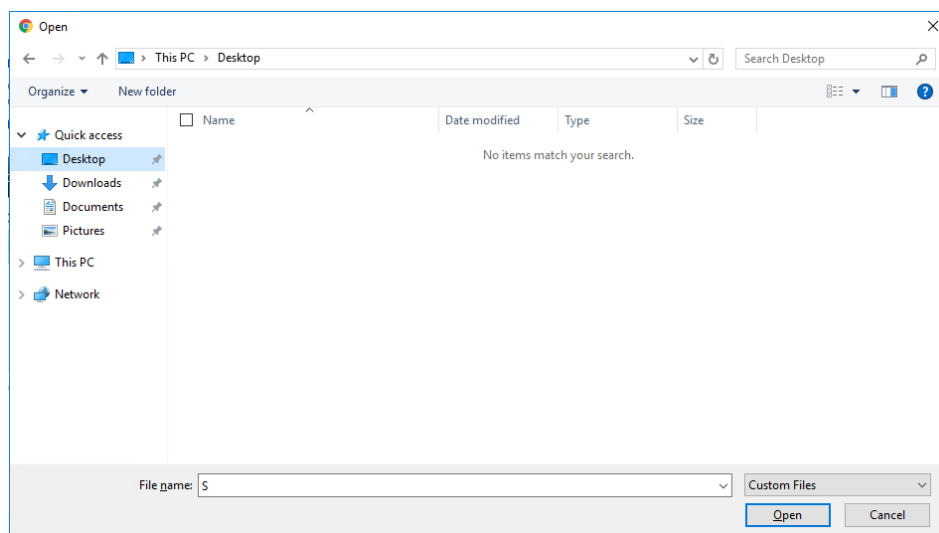 Open
This PC > Desktop
Search Desktop
Organize
New folder
Name
Date modified
Type
Size
Quick access
No items match your search.
Desktop
Downloads
Documents
Pictures
This PC
Network
File name: S
Custom Files
Open
Cancel